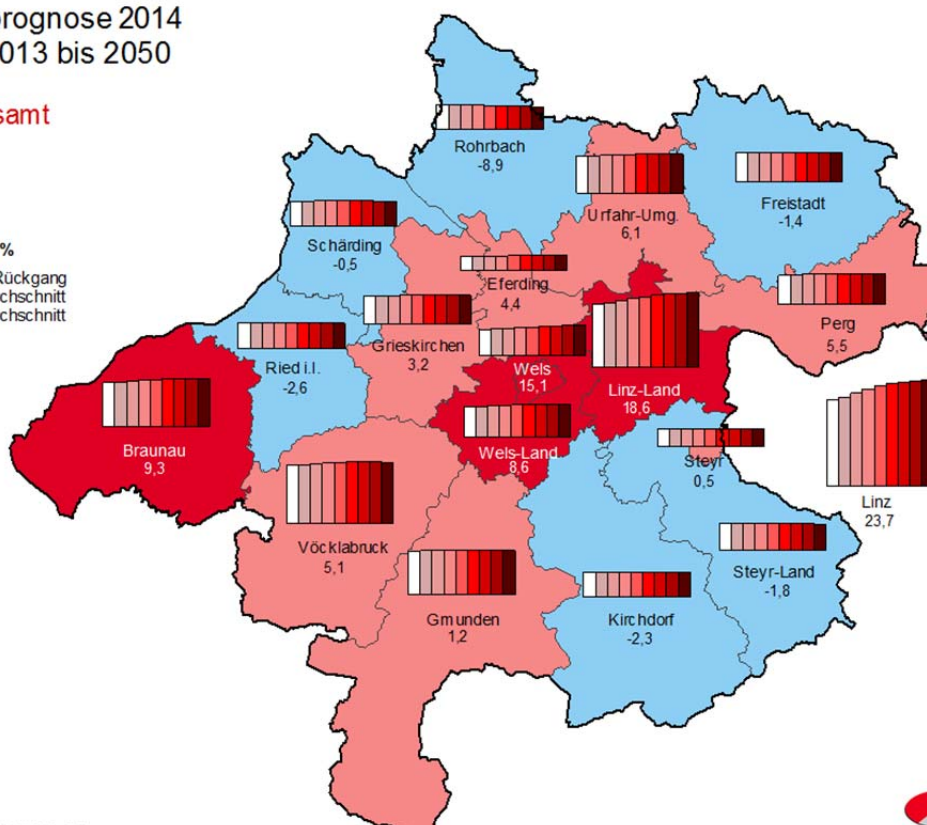 rognose 2014
013 bis 2050
samt
%
Rückgang
chschnitt
chschnitt
Rohrbach
-8,9
Urfahr-Umg.
6,1
Freistadt
-1,4
Schärding
-0,5
Eferding
4,4
Perg
5,5
Grieskirchen
3,2
Ried i.I.
-2,6
Wels
15,1
Linz-Land
18,6
Braunau
9,3
Wels-Land
8,6
Steyr
0,5
Linz
23,7
Vöcklabruck
5,1
Steyr-Land
-1,8
Gmunden
1,2
Kirchdorf
-2,3